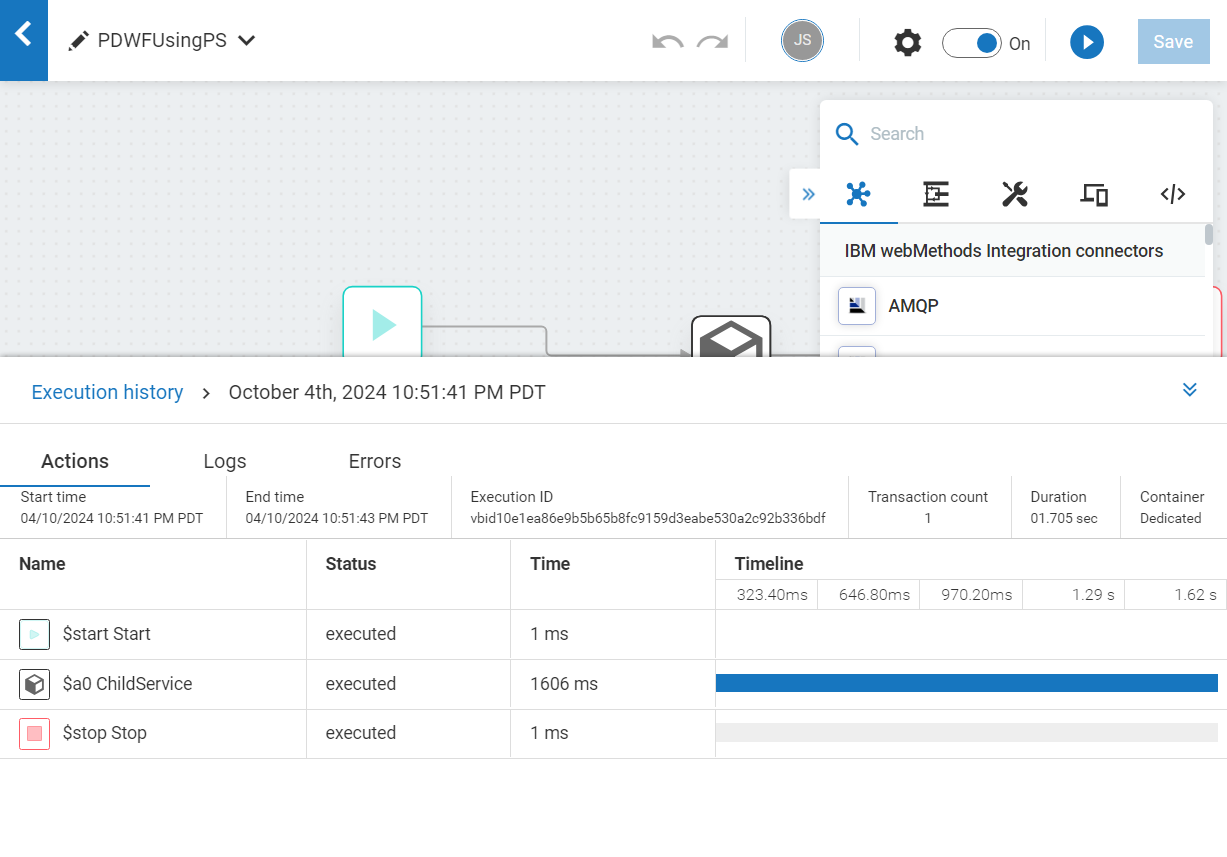 PDWFUsingPS
JS
On
Save
Search
IBM webMethods Integration connectors
AMQP
Execution history
October 4th, 2024 10:51:41 PM PDT
Actions Logs Errors
Start time End time Execution ID Transaction count Duration Container
04/10/2024 10:51:41 PM PDT 04/10/2024 10:51:43 PM PDT vbid10e1ea86e9b5b65b8fc9159d3eabe530a2c92b336bdf 1 01.705 sec Dedicated
Name Status Time Timeline
323.40ms 646.80ms 970.20ms 1.29 s 1.62 s
$start Start executed 1 ms
$a0 ChildService executed 1606 ms
$stop Stop executed 1 ms